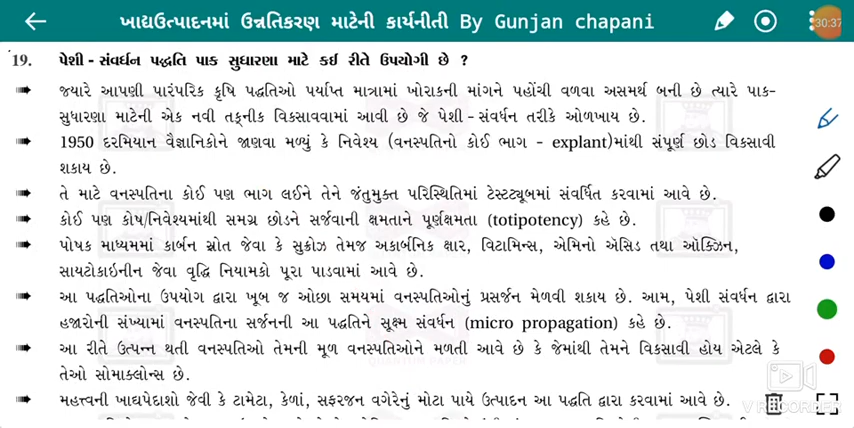 ખાદ્યઉત્પાદનમાં ઉન્નતિકરણ માટેની કાર્યનીતી By Gunjan chapani
30:37
19. પેશી - સંવર્ધન પદ્ધતિ પાક સુધારણા માટે કઈ રીતે ઉપયોગી છે ?
જ્યારે આપણી પારંપરિક કૃષિ પદ્ધતિઓ પર્યાપ્ત માત્રામાં ખોરાકની માંગને પહોંચી વળવા અસમર્થ બની છે ત્યારે પાક-
સુધારણા માટેની એક નવી તક્નીક વિકસાવવામાં આવી છે જે પેશી - સંવર્ધન તરીકે ઓળખાય છે.
1950 દરમિયાન વૈજ્ઞાનિકોને જાણવા મળ્યું કે નિવેશ્ય (વનસ્પતિનો કોઈ ભાગ - explant)માંથી સંપૂર્ણ છોડ વિકસાવી
શકાય છે.
તે માટે વનસ્પતિના કોઈ પણ ભાગ લઈને તેને જંતુમુક્ત પરિસ્થિતિમાં ટેસ્ટટ્યૂબમાં સંવર્ધિત કરવામાં આવે છે.
કોઈ પણ કોષ/નિવેશ્યમાંથી સમગ્ર છોડને સર્જવાની ક્ષમતાને પૂર્ણક્ષમતા (totipotency) કહે છે.
પોષક માધ્યમમાં કાર્બન સ્રોત જેવા કે સુક્રોઝ તેમજ અકાર્બનિક ક્ષાર, વિટામિન્સ, એમિનો ઍસિડ તથા ઑક્ઝિન,
સાયટોકાઇનીન જેવા વૃદ્ધિ નિયામકો પૂરા પાડવામાં આવે છે.
આ પદ્ધતિઓના ઉપયોગ દ્વારા ખૂબ જ ઓછા સમયમાં વનસ્પતિઓનું પ્રસર્જન મેળવી શકાય છે. આમ, પેશી સંવર્ધન દ્વારા
હજારોની સંખ્યામાં વનસ્પતિના સર્જનની આ પદ્ધતિને સૂક્ષ્મ સંવર્ધન (micro propagation) કહે છે.
આ રીતે ઉત્પન્ન થતી વનસ્પતિઓ તેમની મૂળ વનસ્પતિઓને મળતી આવે છે કે જેમાંથી તેમને વિકસાવી હોય એટલે કે
તેઓ સોમાક્લોન્સ છે.
મહત્ત્વની ખાદ્યપેદાશો જેવી કે ટામેટા, કેળાં, સફરજન વગેરેનું મોટા પાયે ઉત્પાદન આ પદ્ધતિ દ્વારા કરવામાં આવે છે.
V RECORDER